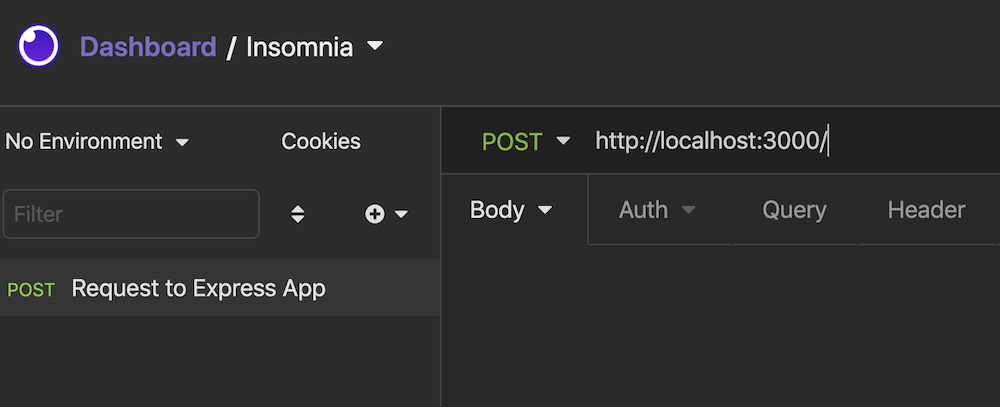 Dashboard / Insomnia
No Environment Cookies
POST http://localhost:3000/
Filter
Body Auth Query Header
POST Request to Express App